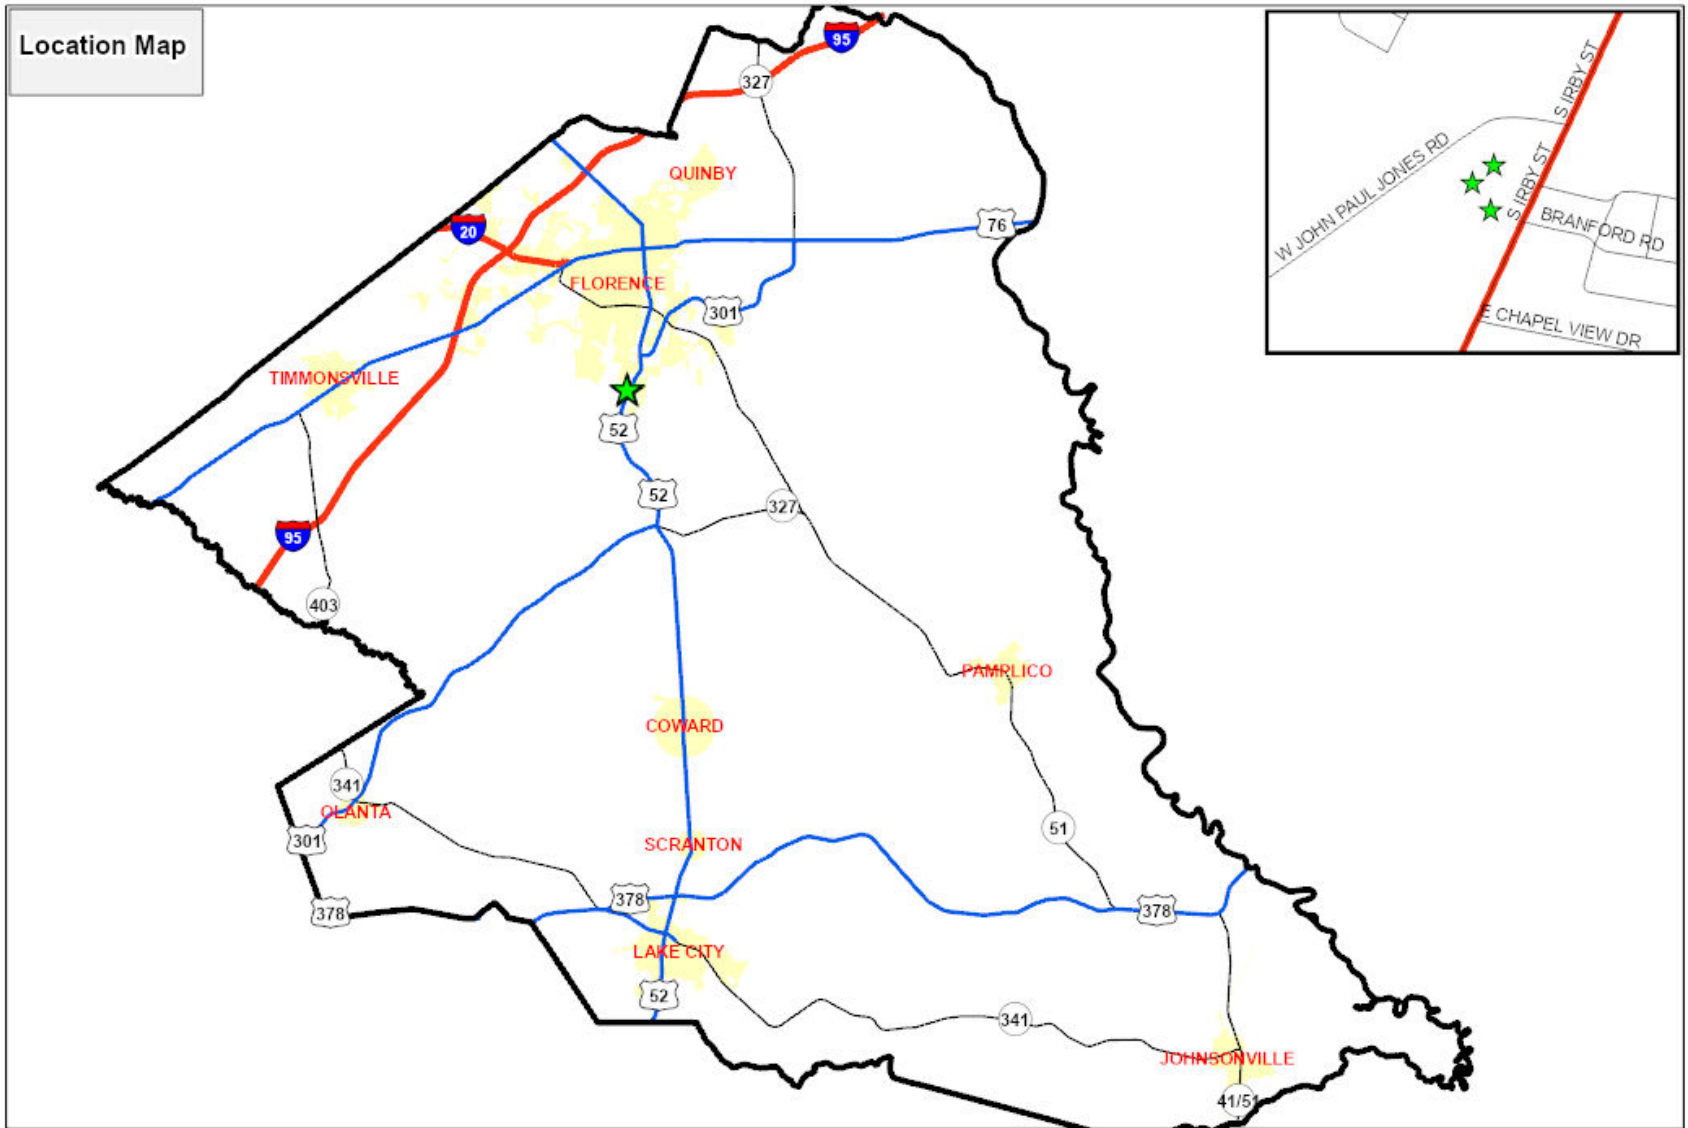 Location Map
95
327
S IRBY ST
W JOHN PAUL JONES RD
S IRBY ST
BRANFORD RD
E CHAPEL VIEW DR
QUINBY
20
76
FLORENCE
301
TIMMONSVILLE
52
52
327
95
403
PAMPLICO
COWARD
341
OLANTA
301
51
SCRANTON
378
378
378
LAKE CITY
52
341
JOHNSONVILLE
41/51